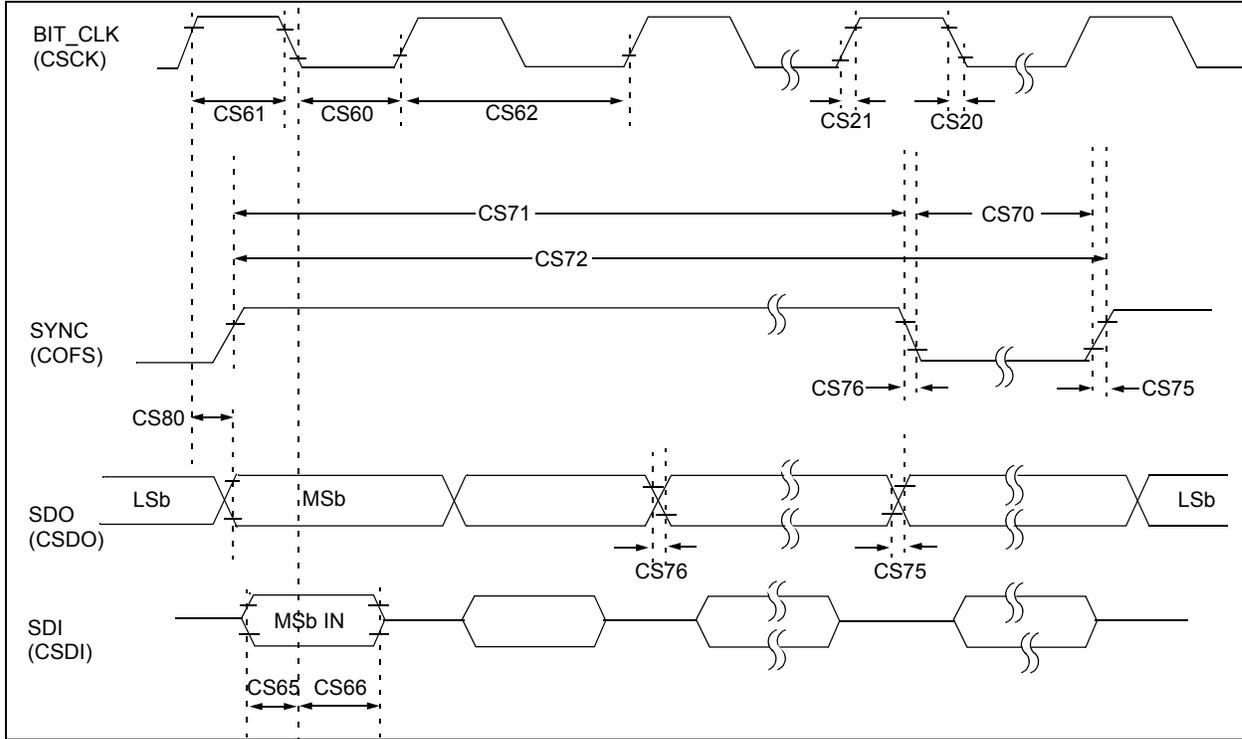 BIT_CLK
(CSCK)
CS61
CS60
CS62
CS21
CS20
CS71
CS70
CS72
SYNC
(COFS)
CS76
CS75
CS80
LSb
MSb
LSb
SDO
(CSDO)
CS76
CS75
MSb IN
SDI
(CSDI)
CS65
CS66